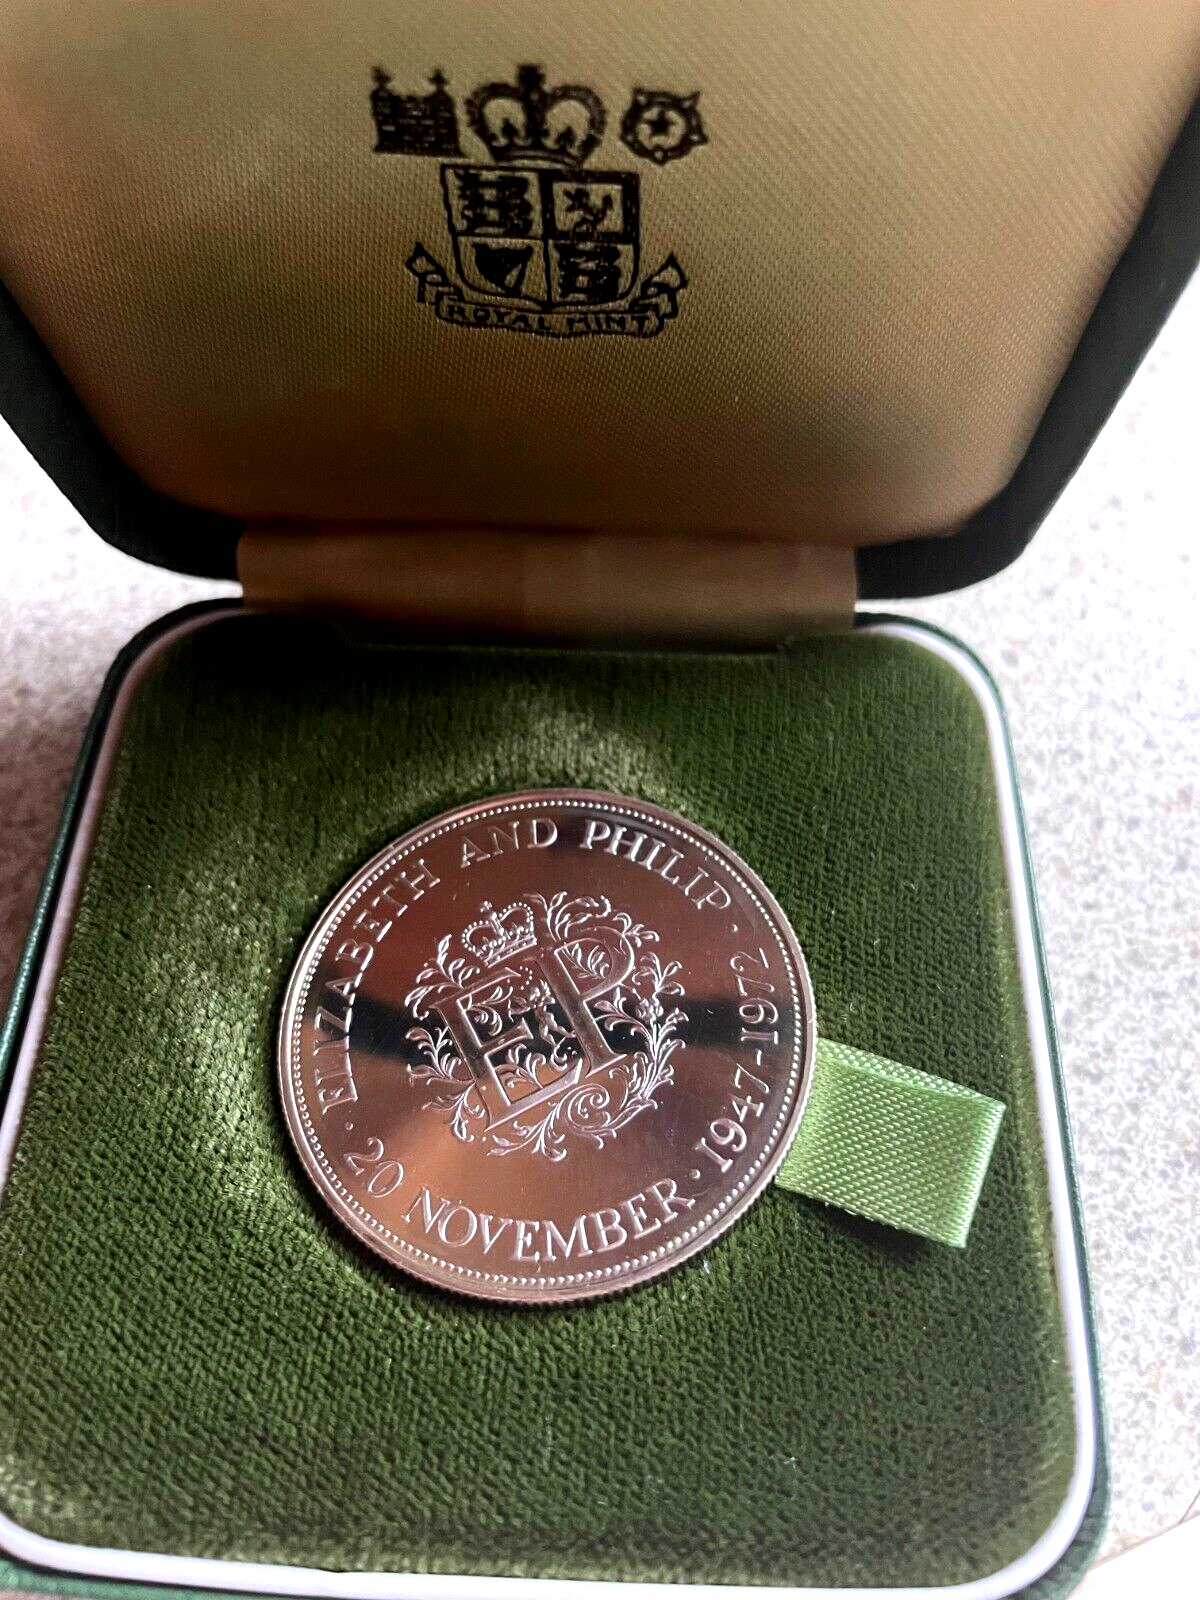 ROYAL MINT
· ELIZABETH AND PHILIP · 1947-1972
· 20 NOVEMBER ·
EP